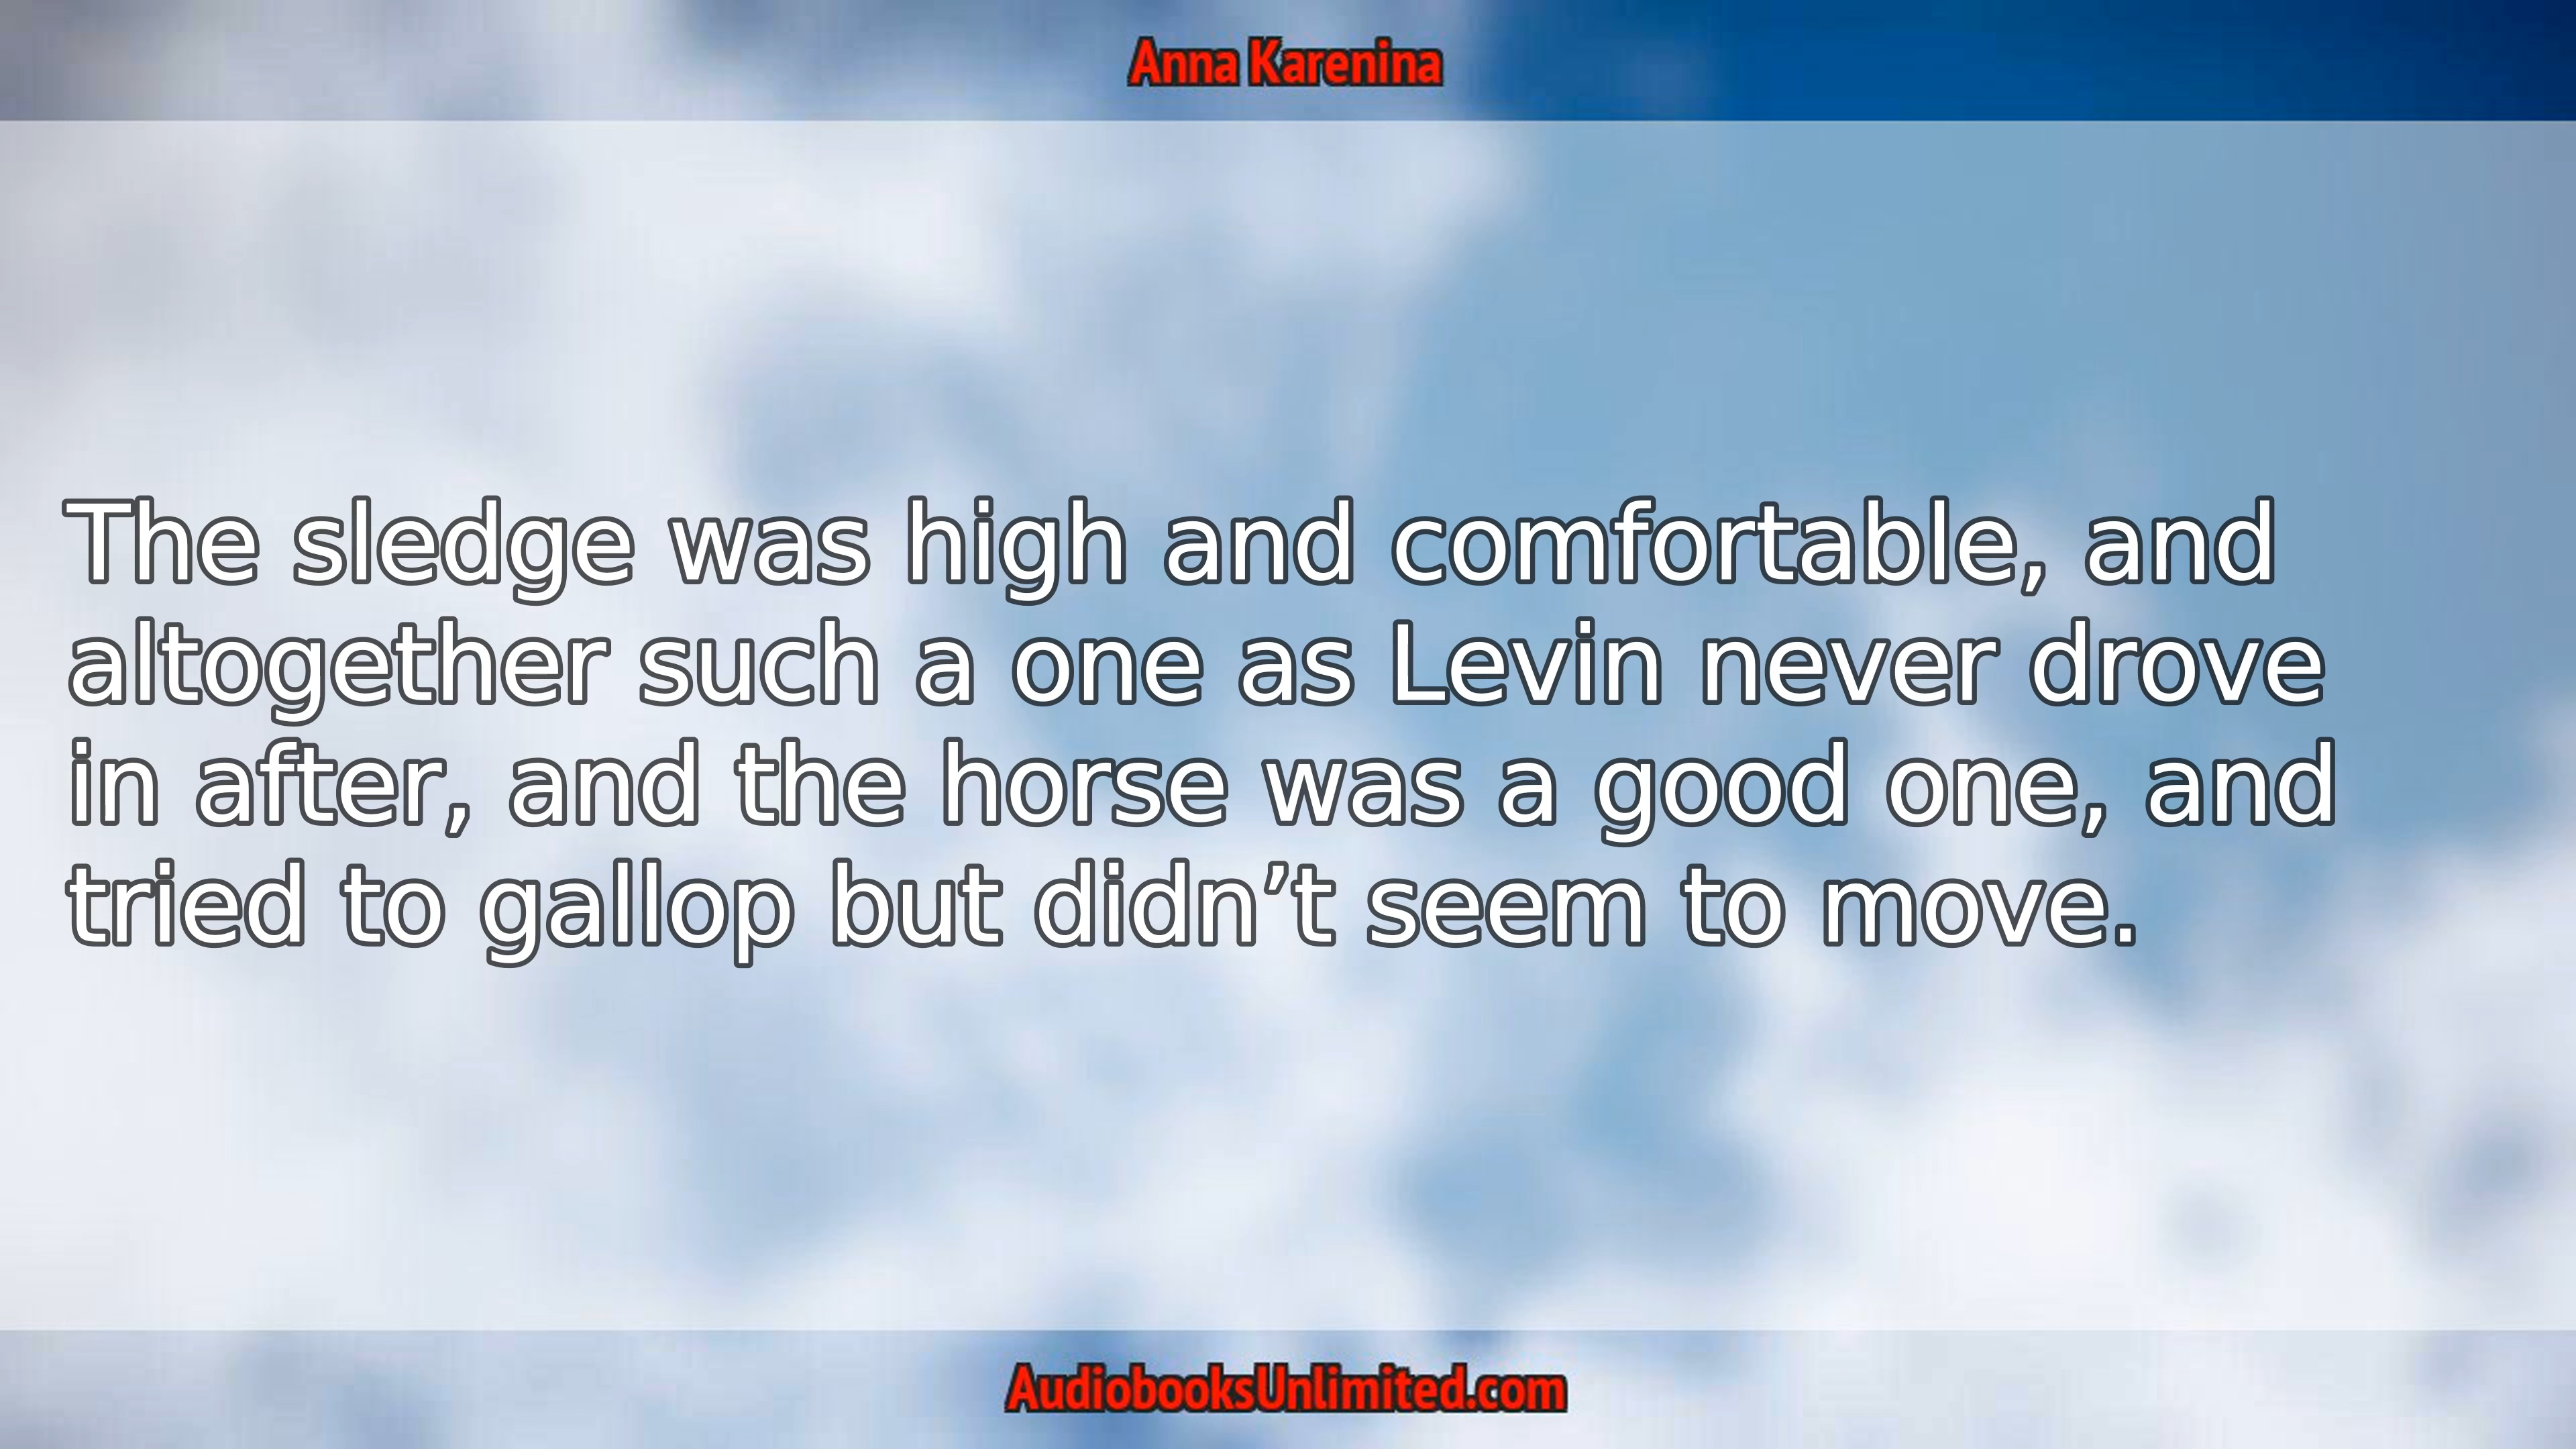 Anna Karenina
The sledge was high and comfortable, and
altogether such a one as Levin never drove
in after, and the horse was a good one, and
tried to gallop but didn’t seem to move.
AudiobooksUnlimited.com